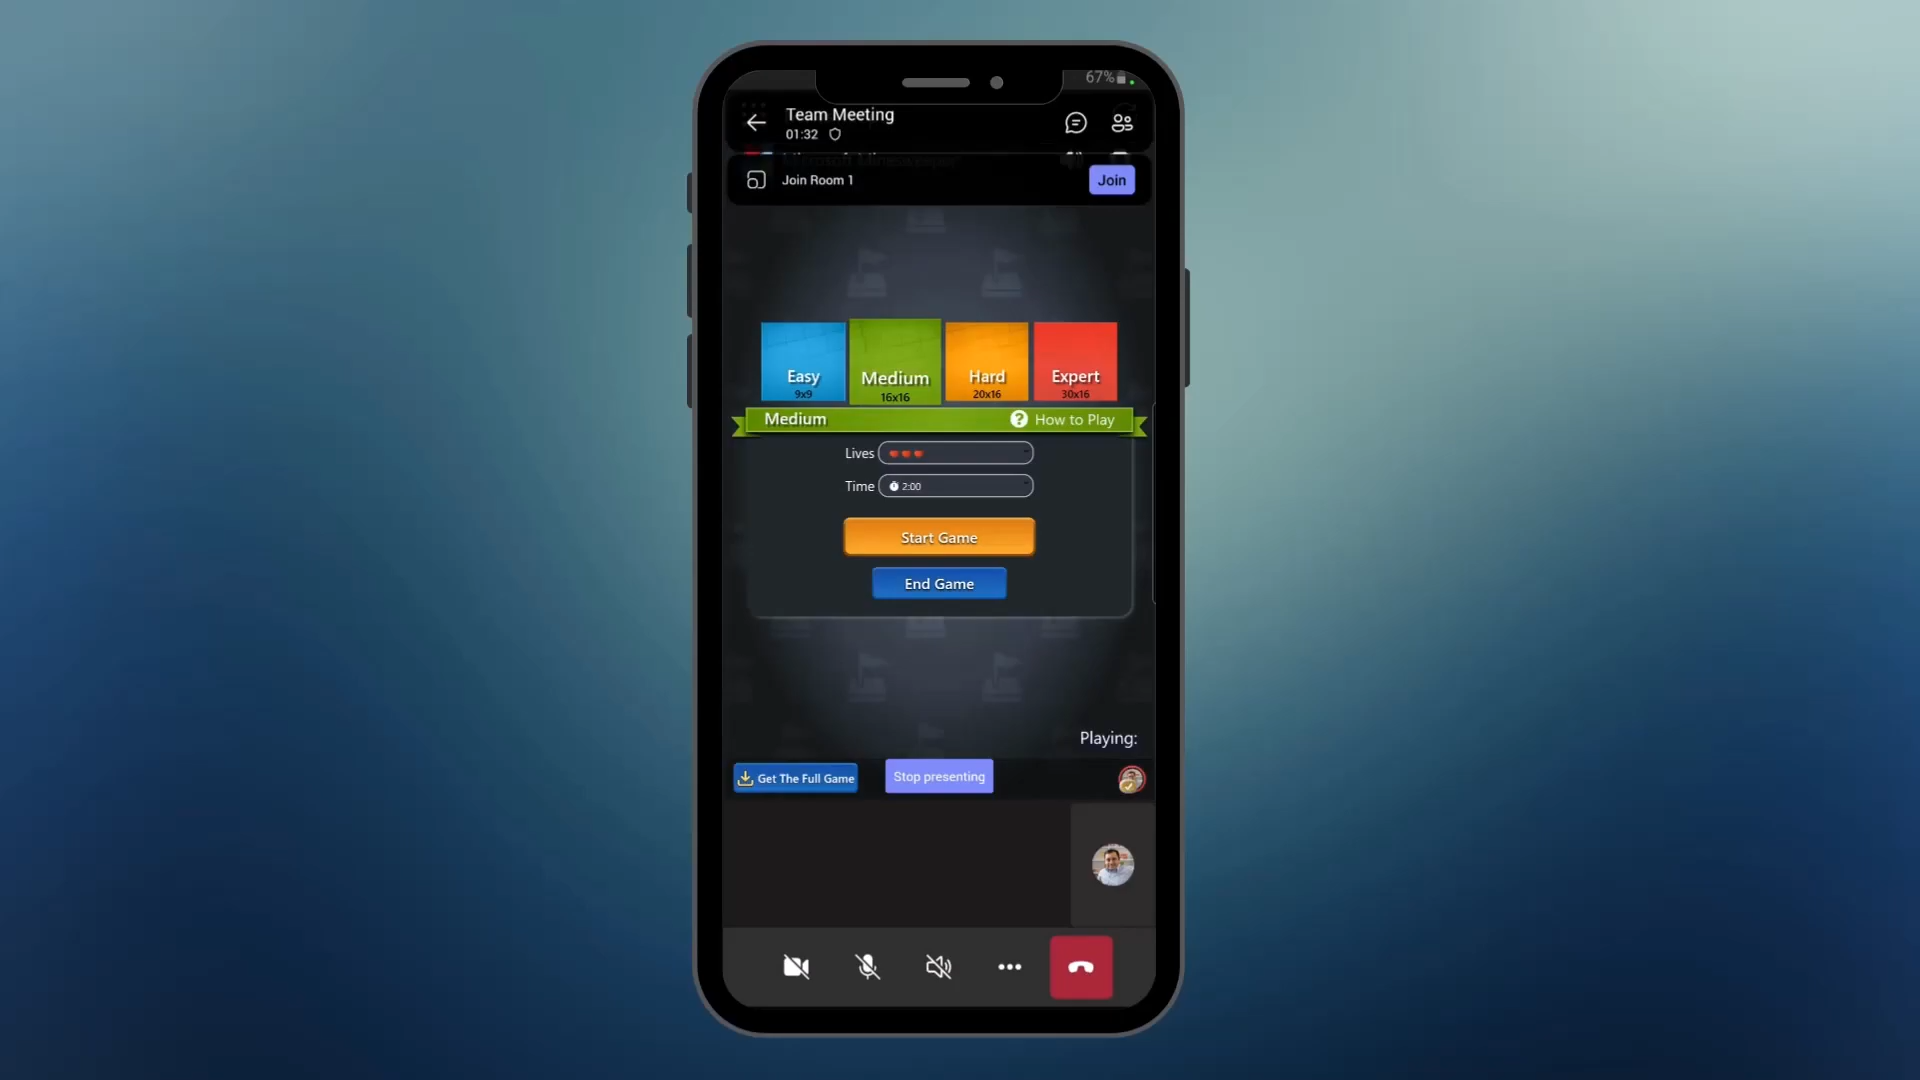 67%
Team Meeting
01:32
Join Room 1
Join
Easy
9x9
Medium
16x16
Hard
20x16
Expert
30x16
Medium
? How to Play
Lives
Time
2:00
Start Game
End Game
Playing:
Get The Full Game
Stop presenting